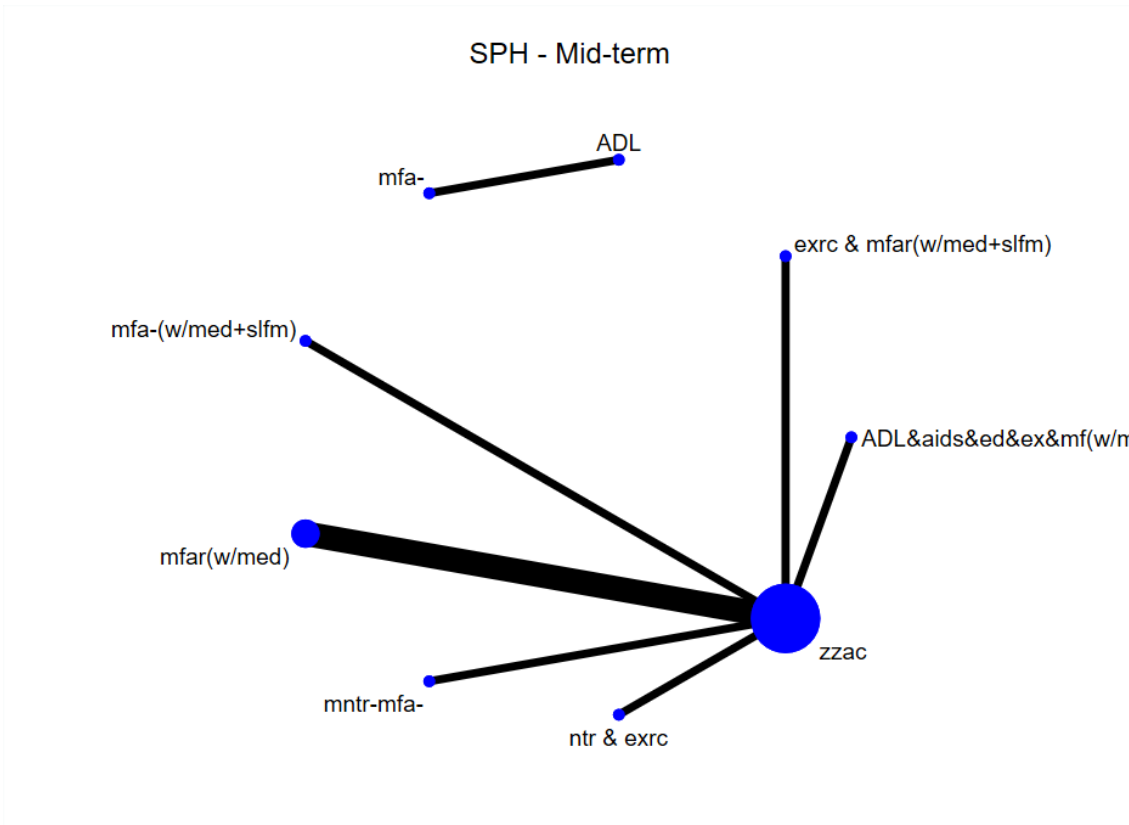 SPH - Mid-term
ADL
mfa-
exrc & mfar(w/med+slfm)
mfa-(w/med+slfm)
ADL&aids&ed&ex&mf(w/m
mfar(w/med)
zzac
mntr-mfa-
ntr & exrc